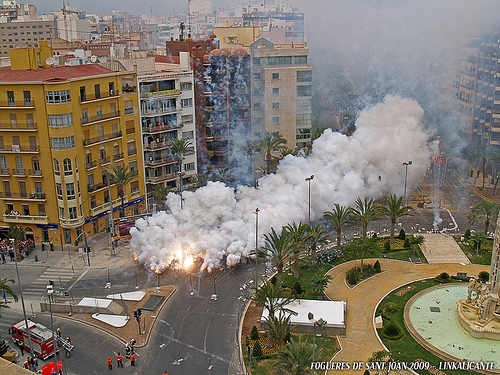 FOGUERES DE SANT JOAN 2009 - LINKALICANTE